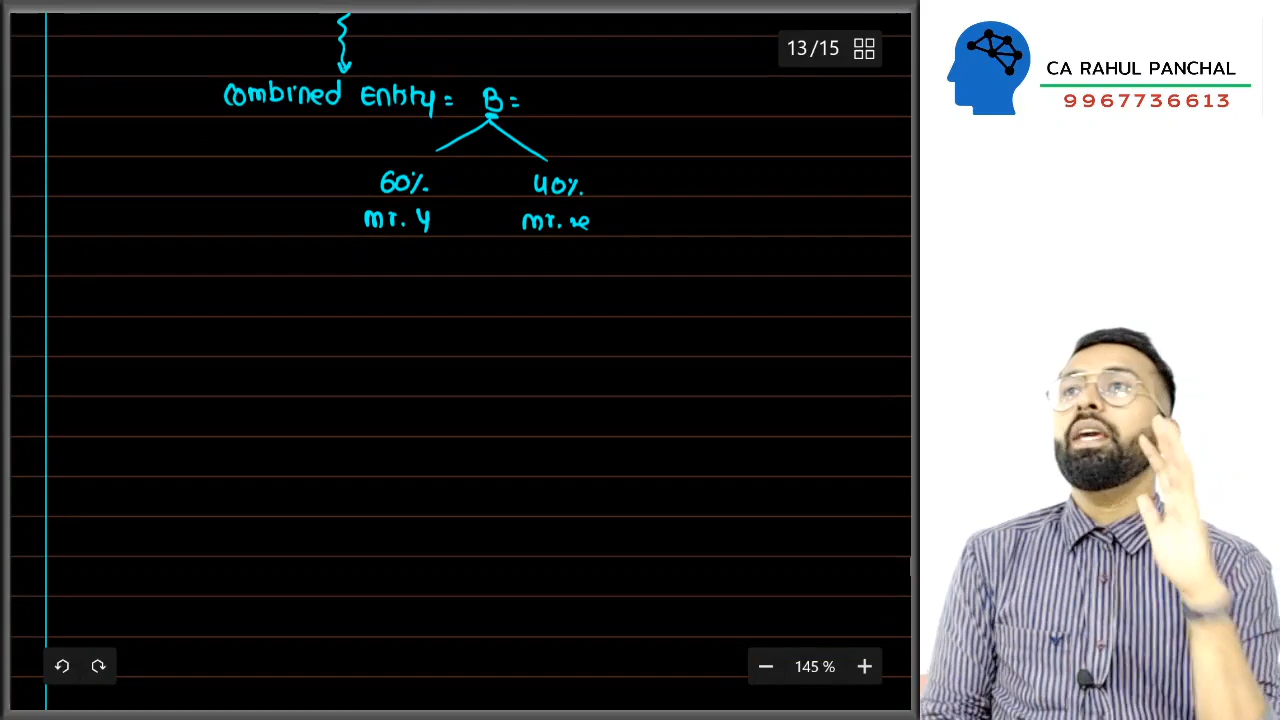 13/15
CA RAHUL PANCHAL
9967736613
Combined Entity = B =
60% 40%
Mr. Y Mr. x
145 %